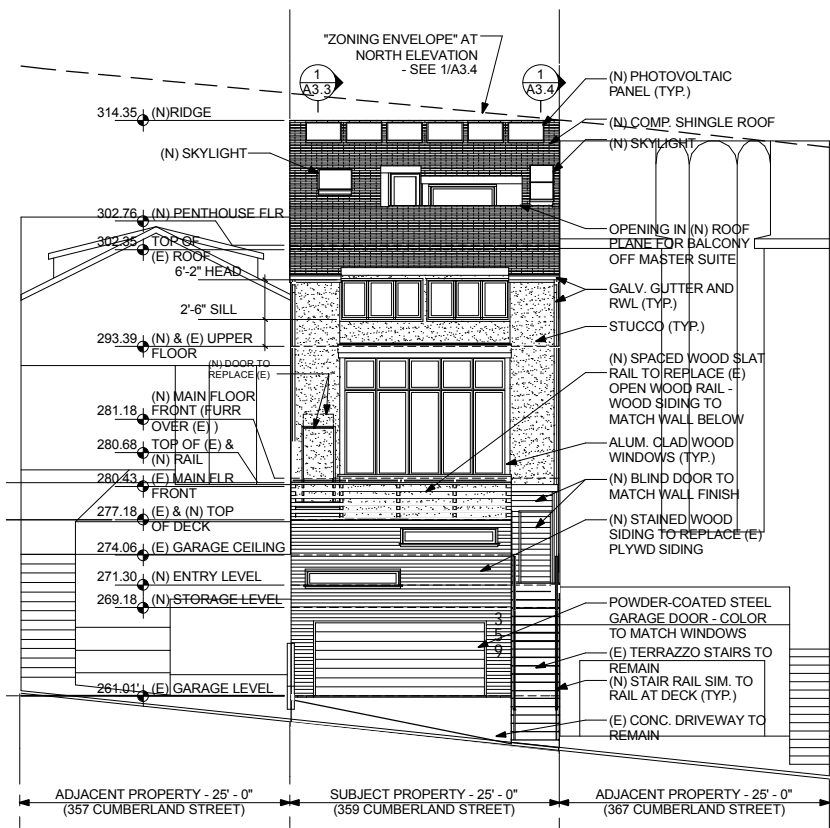 "ZONING ENVELOPE" AT
NORTH ELEVATION
- SEE 1/A3.4
1
A3.3
1
A3.4
314.35 (N)RIDGE
(N) SKYLIGHT
302.76 (N) PENTHOUSE FLR
302.35 TOP OF
(E) ROOF
6'-2" HEAD
2'-6" SILL
293.39 (N) & (E) UPPER
FLOOR
(N) DOOR TO
REPLACE (E)
(N) MAIN FLOOR
281.18 FRONT (FURR
OVER (E) )
280.68 TOP OF (E) &
(N) RAIL
280.43 (E) MAIN FLR
FRONT
277.18 (E) & (N) TOP
OF DECK
274.06 (E) GARAGE CEILING
271.30 (N) ENTRY LEVEL
269.18 (N) STORAGE LEVEL
261.01' (E) GARAGE LEVEL
(N) PHOTOVOLTAIC
PANEL (TYP.)
(N) COMP. SHINGLE ROOF
(N) SKYLIGHT
OPENING IN (N) ROOF
PLANE FOR BALCONY
OFF MASTER SUITE
GALV. GUTTER AND
RWL (TYP.)
STUCCO (TYP.)
(N) SPACED WOOD SLAT
RAIL TO REPLACE (E)
OPEN WOOD RAIL -
WOOD SIDING TO
MATCH WALL BELOW
ALUM. CLAD WOOD
WINDOWS (TYP.)
(N) BLIND DOOR TO
MATCH WALL FINISH
(N) STAINED WOOD
SIDING TO REPLACE (E)
PLYWD SIDING
3
5
9
POWDER-COATED STEEL
GARAGE DOOR - COLOR
TO MATCH WINDOWS
(E) TERRAZZO STAIRS TO
REMAIN
(N) STAIR RAIL SIM. TO
RAIL AT DECK (TYP.)
(E) CONC. DRIVEWAY TO
REMAIN
ADJACENT PROPERTY - 25' - 0"
(357 CUMBERLAND STREET)
SUBJECT PROPERTY - 25' - 0"
(359 CUMBERLAND STREET)
ADJACENT PROPERTY - 25' - 0"
(367 CUMBERLAND STREET)